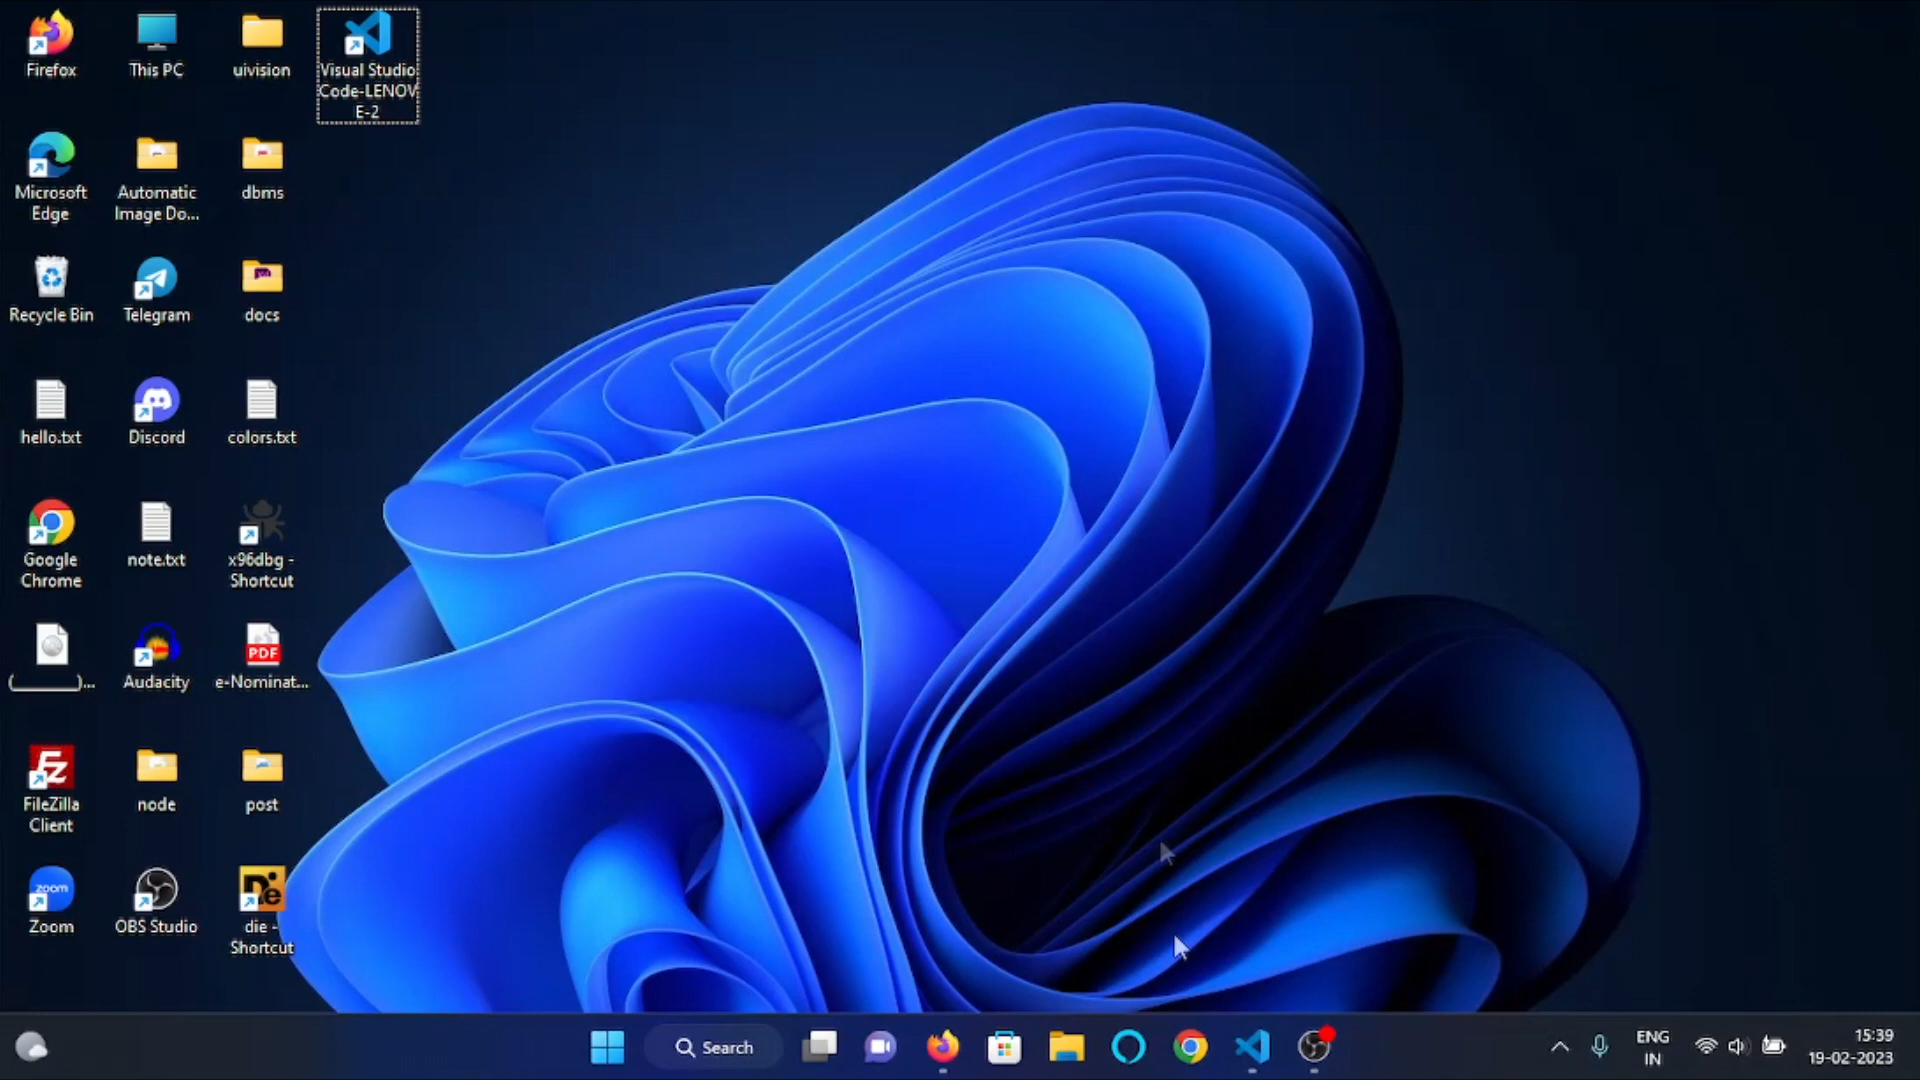 Firefox
This PC
uivision
Visual Studio
Code-LENOV
E-2
Microsoft
Edge
Automatic
Image Do...
dbms
Recycle Bin
Telegram
docs
hello.txt
Discord
colors.txt
Google
Chrome
note.txt
x96dbg -
Shortcut
(________)...
Audacity
PDF
e-Nominat...
FileZilla
Client
node
post
zoom
Zoom
OBS Studio
die -
Shortcut
Search
ENG
IN
15:39
19-02-2023